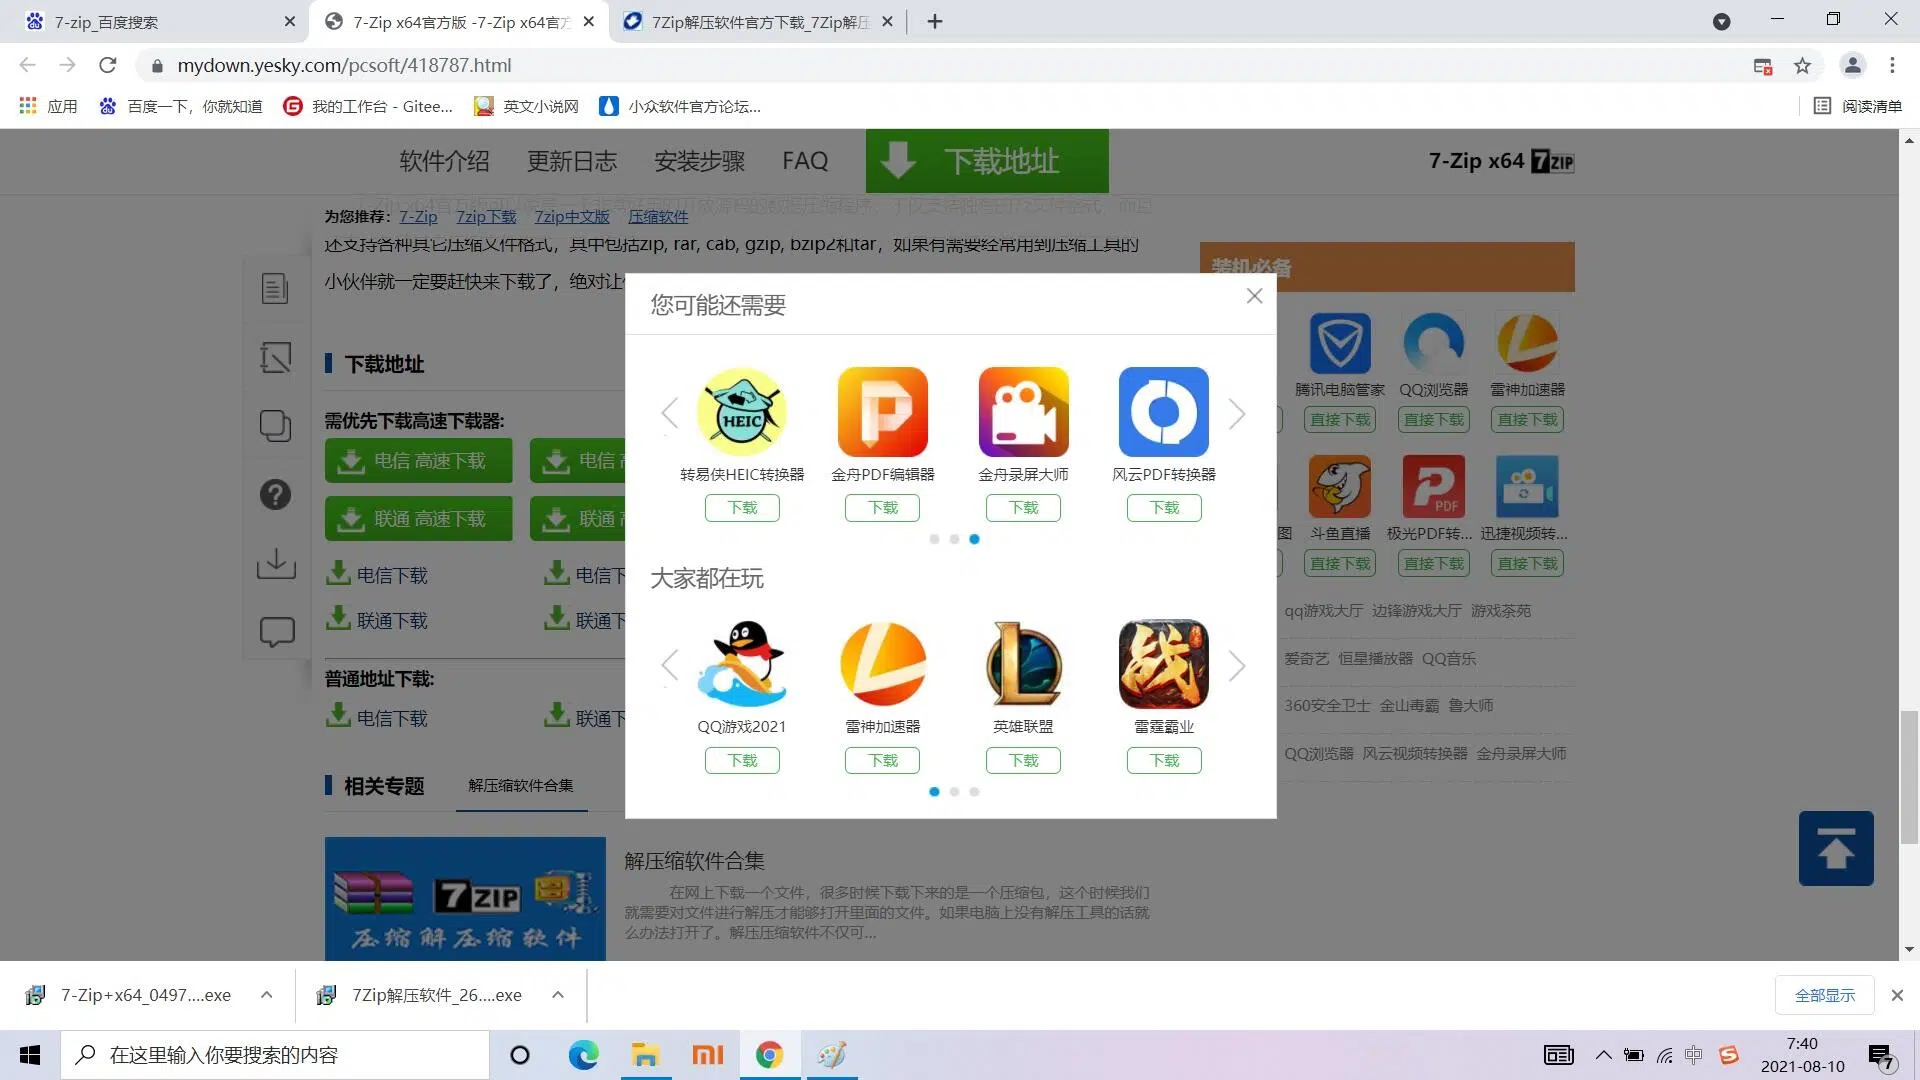 7-zip_百度搜索
7-Zip x64官方版 -7-Zip x64官方
7Zip解压软件官方下载_7Zip解压
mydown.yesky.com/pcsoft/418787.html
应用
百度一下，你就知道
我的工作台 - Gitee...
英文小说网
小众软件官方论坛...
阅读清单
软件介绍
更新日志
安装步骤
FAQ
下载地址
7-Zip x64
7ZIP
为您推荐：
7-Zip
7zip下载
7zip中文版
压缩软件
还支持各种其它压缩文件格式，其中包括zip, rar, cab, gzip, bzip2和tar，如果有需要经常用到压缩工具的
小伙伴就一定要赶快来下载了，绝对让
下载地址
需优先下载高速下载器:
电信 高速下载
电信
联通 高速下载
联通
电信下载
电信下
联通下载
联通下
普通地址下载:
电信下载
联通下
相关专题
解压缩软件合集
7ZIP
压缩解压缩软件
解压缩软件合集
在网上下载一个文件，很多时候下载下来的是一个压缩包，这个时候我们
就需要对文件进行解压才能够打开里面的文件。如果电脑上没有解压工具的话就
么办法打开了。解压压缩软件不仅可...
您可能还需要
HEIC
转易侠HEIC转换器
金舟PDF编辑器
金舟录屏大师
风云PDF转换器
下载
下载
下载
下载
大家都在玩
战
QQ游戏2021
雷神加速器
英雄联盟
雷霆霸业
下载
下载
下载
下载
装机必备
腾讯电脑管家
QQ浏览器
雷神加速器
直接下载
直接下载
直接下载
PDF
图
斗鱼直播
极光PDF转...
迅捷视频转...
直接下载
直接下载
直接下载
qq游戏大厅 边锋游戏大厅 游戏茶苑
爱奇艺 恒星播放器 QQ音乐
360安全卫士 金山毒霸 鲁大师
QQ浏览器 风云视频转换器 金舟录屏大师
7-Zip+x64_0497....exe
7Zip解压软件_26....exe
全部显示
在这里输入你要搜索的内容
中
7:40
2021-08-10
7